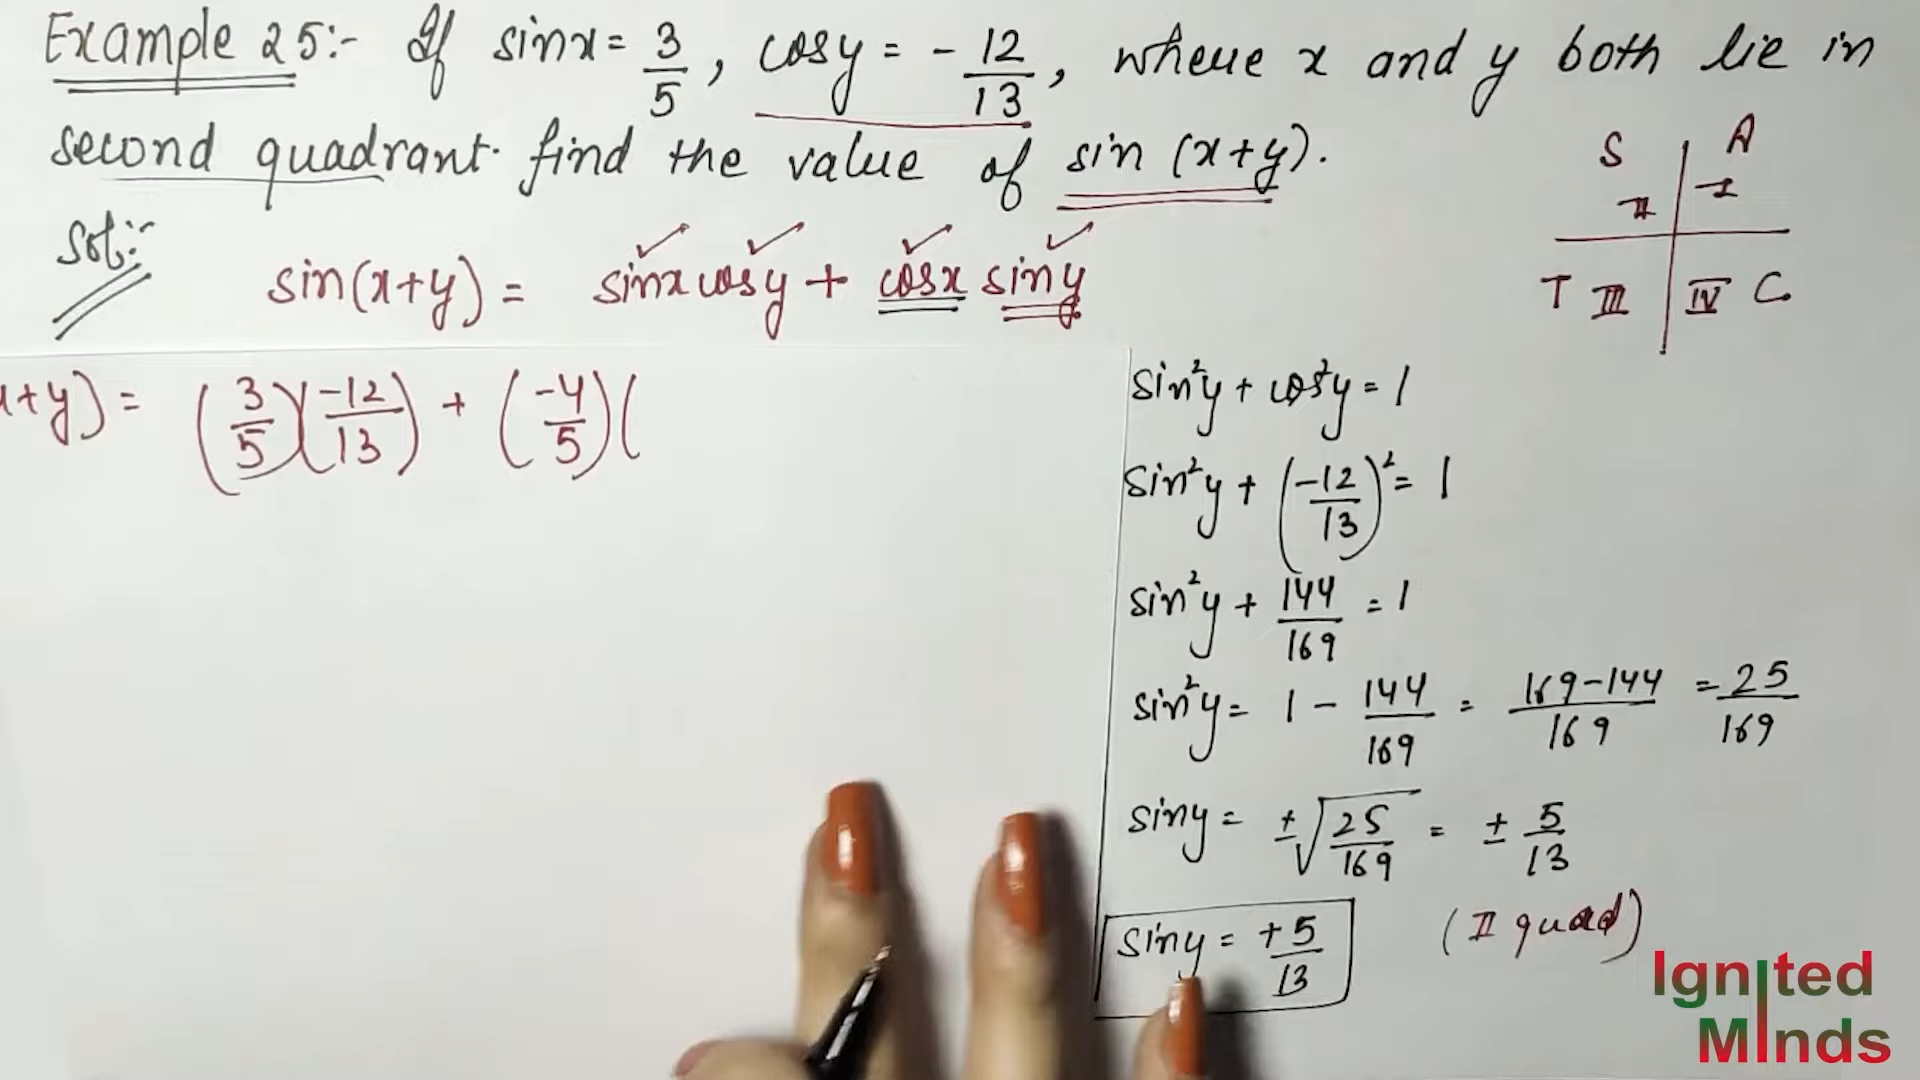 Example 25:- If sinx = 3/5, cosy = -12/13, where x and y both lie in
second quadrant. find the value of sin (x+y).
S A
II I
T III IV C
Sol:-
sin(x+y) = sinx cosy + cosx siny
x+y) = (3/5)(-12/13) + (-4/5)(
sin²y + cos²y = 1
sin²y + (-12/13)² = 1
sin²y + 144/169 = 1
sin²y = 1 - 144/169 = 169-144/169 = 25/169
siny = ±√25/169 = ± 5/13
siny = +5/13 (II quad)
Ignited
Minds